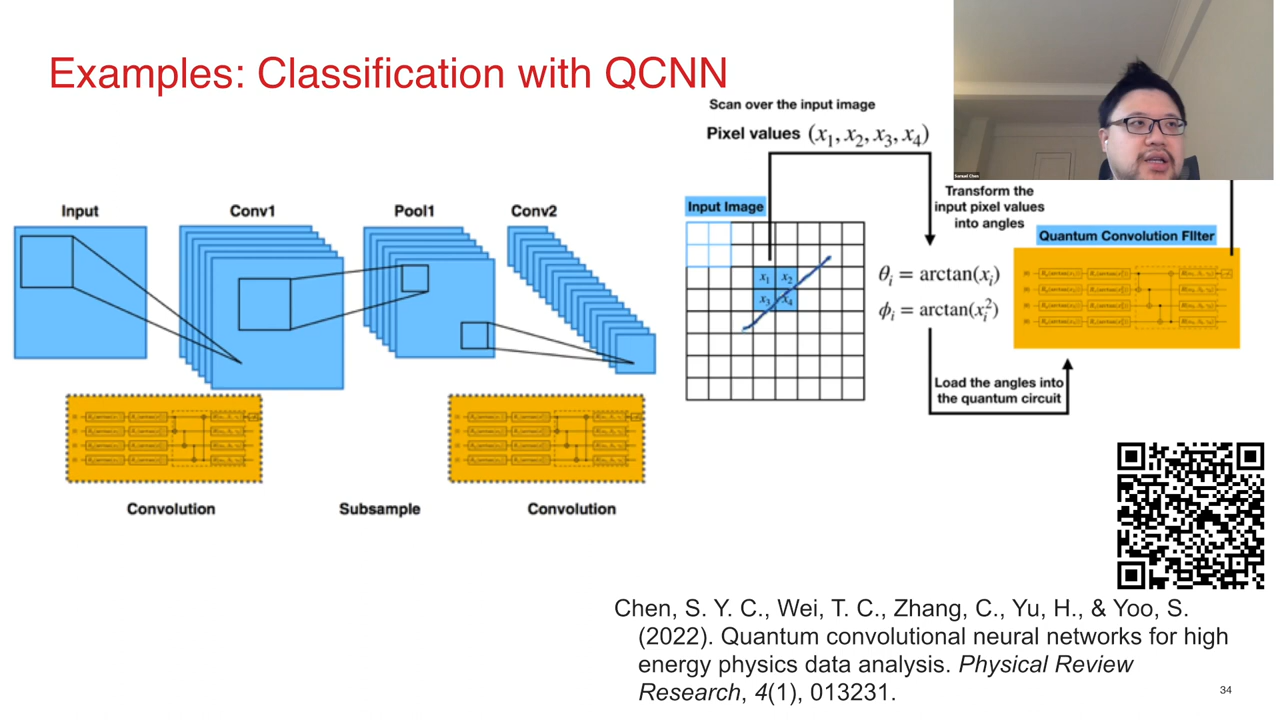 Examples: Classification with QCNN
Scan over the input image
Pixel values (x₁, x₂, x₃, x₄)
Samuel Chen
Transform the
input pixel values
into angles
Input Image
Quantum Convolution FIlter
x₁ x₂
x₃ x₄
θᵢ = arctan(xᵢ)
ϕᵢ = arctan(xᵢ²)
Load the angles into
the quantum circuit
Input
Conv1
Pool1
Conv2
Convolution
Subsample
Convolution
Chen, S. Y. C., Wei, T. C., Zhang, C., Yu, H., & Yoo, S.
(2022). Quantum convolutional neural networks for high
energy physics data analysis. Physical Review
Research, 4(1), 013231.
34